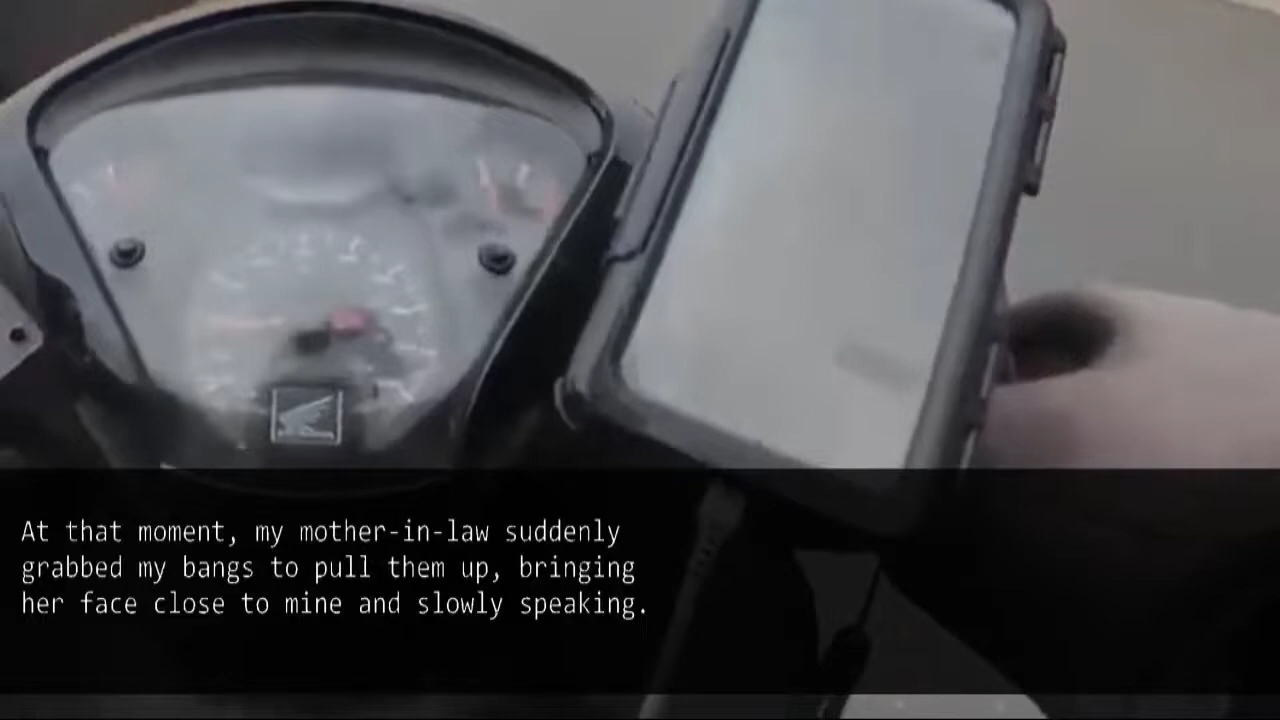 At that moment, my mother-in-law suddenly
grabbed my bangs to pull them up, bringing
her face close to mine and slowly speaking.